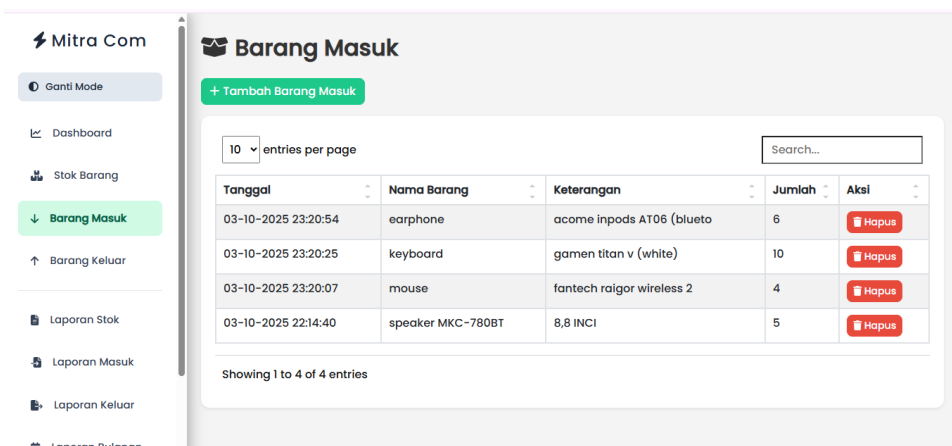 Mitra Com
Ganti Mode
Dashboard
Stok Barang
Barang Masuk
Barang Keluar
Laporan Stok
Laporan Masuk
Laporan Keluar
Laporan Bulanan
Barang Masuk
+ Tambah Barang Masuk
10 entries per page
Search...
Tanggal Nama Barang Keterangan Jumlah Aksi
03-10-2025 23:20:54 earphone acome inpods AT06 (blueto 6 Hapus
03-10-2025 23:20:25 keyboard gamen titan v (white) 10 Hapus
03-10-2025 23:20:07 mouse fantech raigor wireless 2 4 Hapus
03-10-2025 22:14:40 speaker MKC-780BT 8,8 INCI 5 Hapus
Showing 1 to 4 of 4 entries